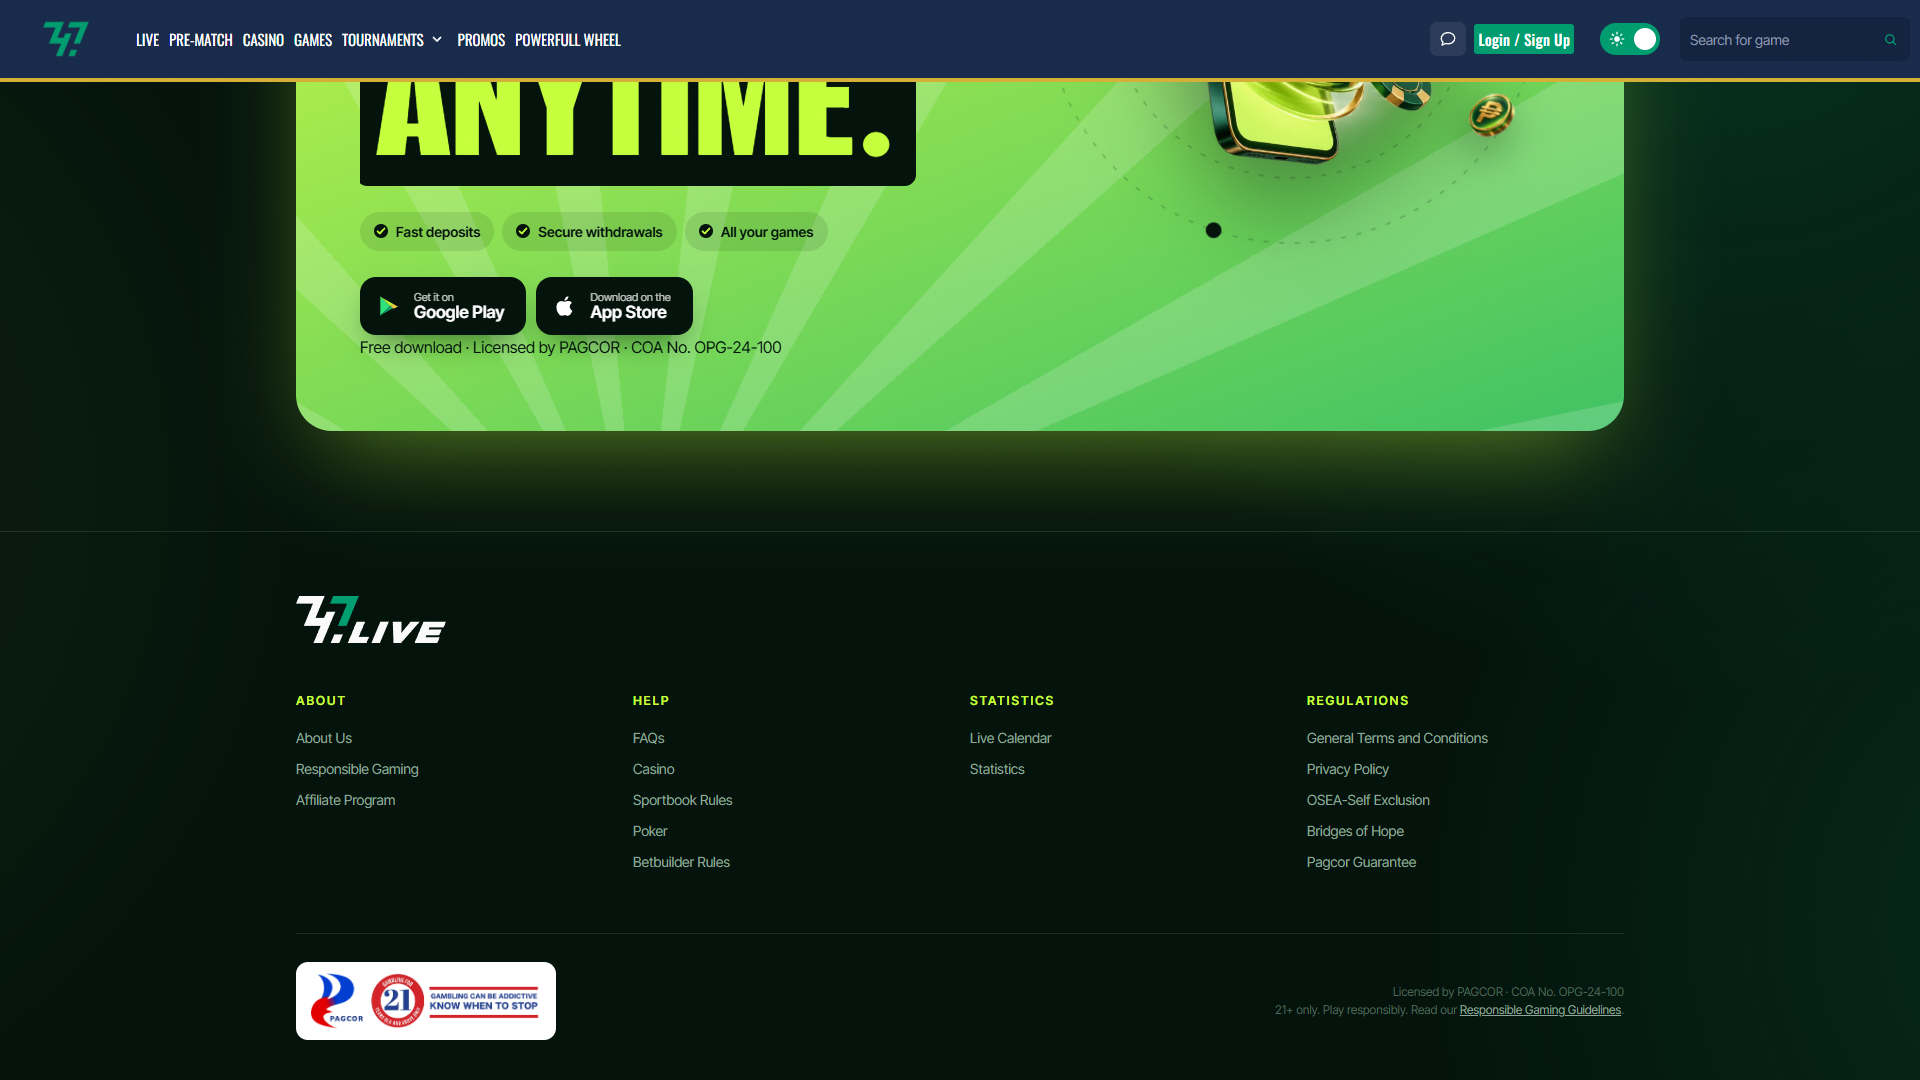 747
LIVE
PRE-MATCH
CASINO
GAMES
TOURNAMENTS
PROMOS
POWERFULL WHEEL
Login / Sign Up
Search for game
ANYTIME.
Fast deposits
Secure withdrawals
All your games
Get it on
Google Play
Download on the
App Store
Free download · Licensed by PAGCOR · COA No. OPG-24-100
747.LIVE
ABOUT
About Us
Responsible Gaming
Affiliate Program
HELP
FAQs
Casino
Sportbook Rules
Poker
Betbuilder Rules
STATISTICS
Live Calendar
Statistics
REGULATIONS
General Terms and Conditions
Privacy Policy
OSEA-Self Exclusion
Bridges of Hope
Pagcor Guarantee
PAGCOR
21
GAMBLING CAN BE ADDICTIVE
KNOW WHEN TO STOP
Licensed by PAGCOR · COA No. OPG-24-100
21+ only. Play responsibly. Read our Responsible Gaming Guidelines.